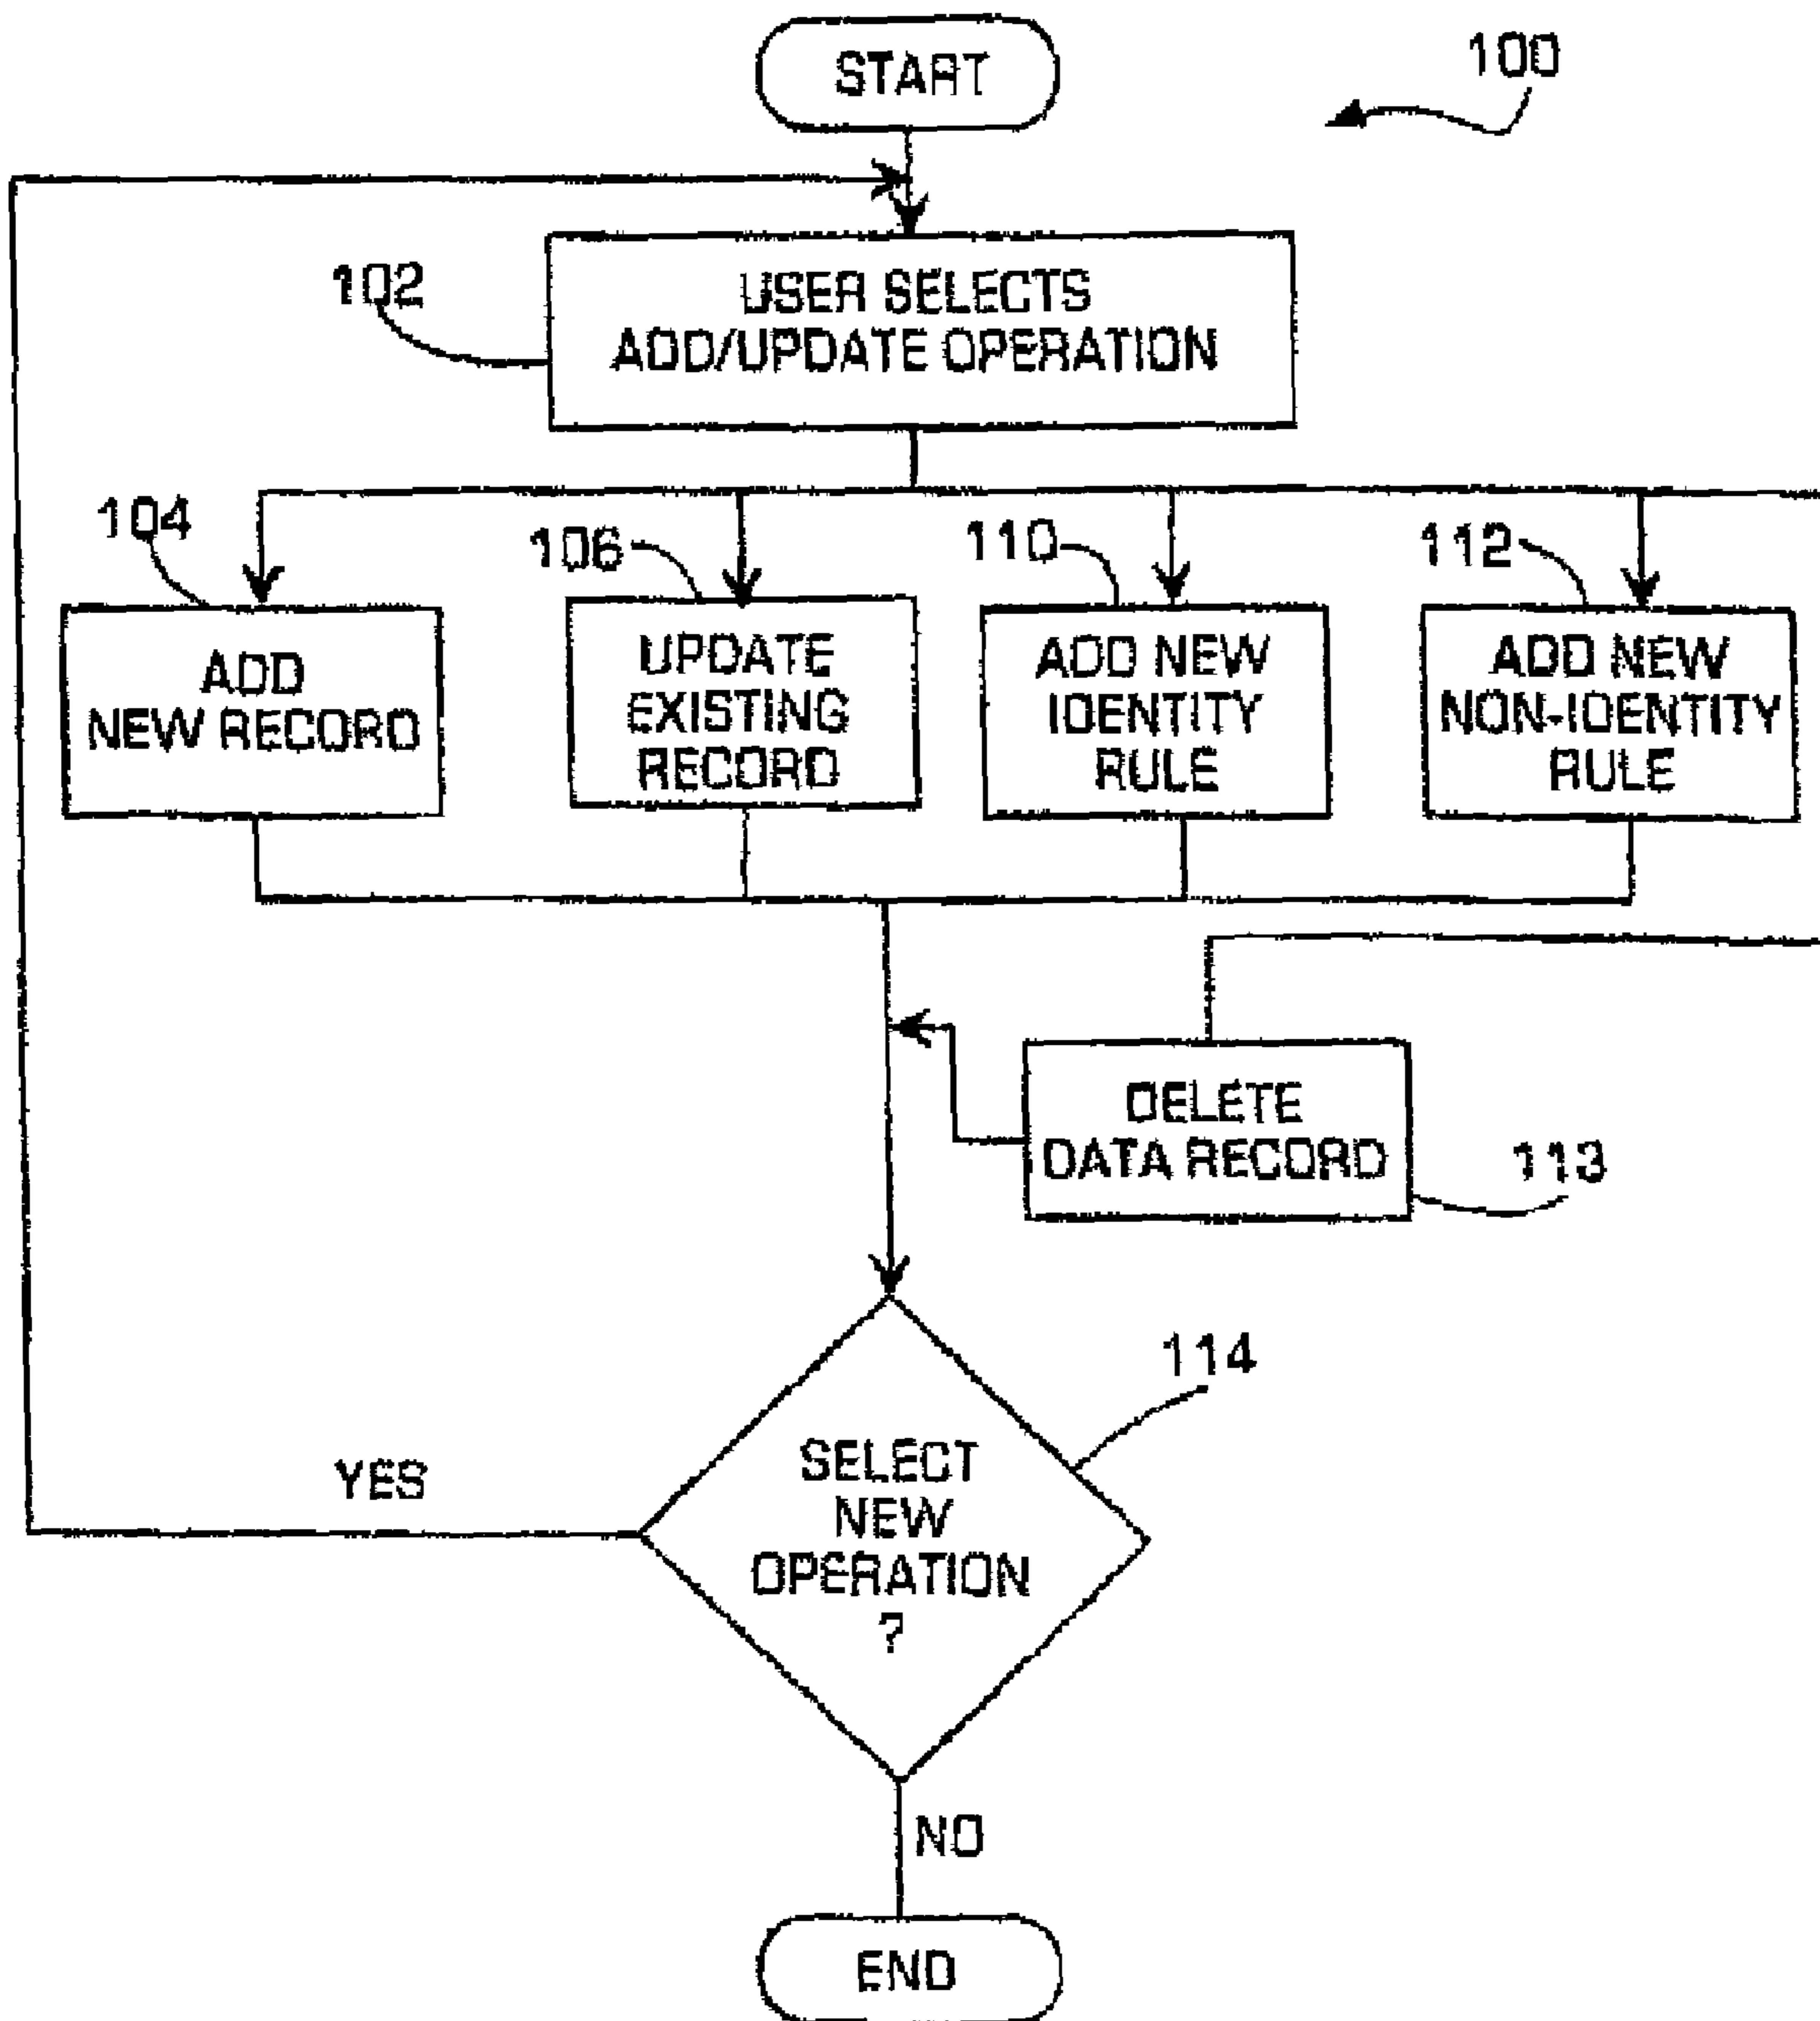 START
100
102
USER SELECTS
ADD/UPDATE OPERATION
104
106
110
112
ADD
NEW RECORD
UPDATE
EXISTING
RECORD
ADD NEW
IDENTITY
RULE
ADD NEW
NON-IDENTITY
RULE
DELETE
DATA RECORD
113
114
SELECT
NEW
OPERATION
?
YES
NO
END